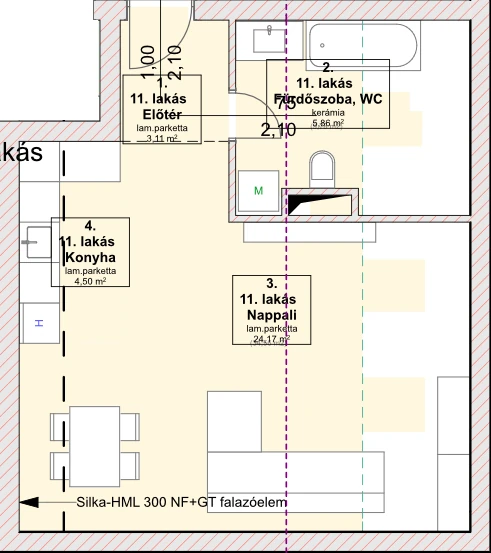 1,00
2,10
1.
11. lakás
Előtér
lam.parketta
3,11 m²
2.
11. lakás
Fürdőszoba, WC
kerámia
5,86 m²
75
2,10
kás
M
4.
11. lakás
Konyha
lam.parketta
4,50 m²
3.
11. lakás
Nappali
lam.parketta
24,17 m²
H
Silka-HML 300 NF+GT falazóelem